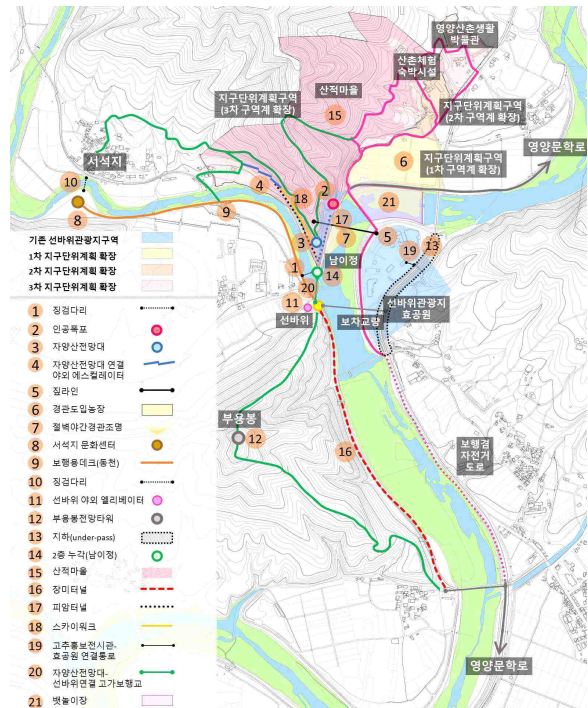 영양산촌생활
박물관
산촌체험
숙박시설
산적마을
지구단위계획구역
(3차 구역계 확장)
15
지구단위계획구역
(2차 구역계 확장)
영양문학로
6
지구단위계획구역
(1차 구역계 확장)
서석지
10
8
9
4
18
2
17
3
7
5
21
19
13
남이정
1
14
20
11
선바위
선바위관광지
효공원
보차교량
부용봉
12
16
보행겸
자전거
도로
영양문학로
기존 선바위관광지구역
1차 지구단위계획 확장
2차 지구단위계획 확장
3차 지구단위계획 확장
1 징검다리
2 인공폭포
3 자양산전망대
4 자양산전망대 연결
야외 에스컬레이터
5 짚라인
6 경관도입농장
7 절벽야간경관조명
8 서석지 문화센터
9 보행용데크(동천)
10 징검다리
11 선바위 야외 엘리베이터
12 부용봉전망타워
13 지하(under-pass)
14 2층 누각(남이정)
15 산적마을
16 장미터널
17 피암터널
18 스카이워크
19 고추홍보전시관-
효공원 연결통로
20 자양산전망대-
선바위연결 고가보행교
21 뱃놀이장